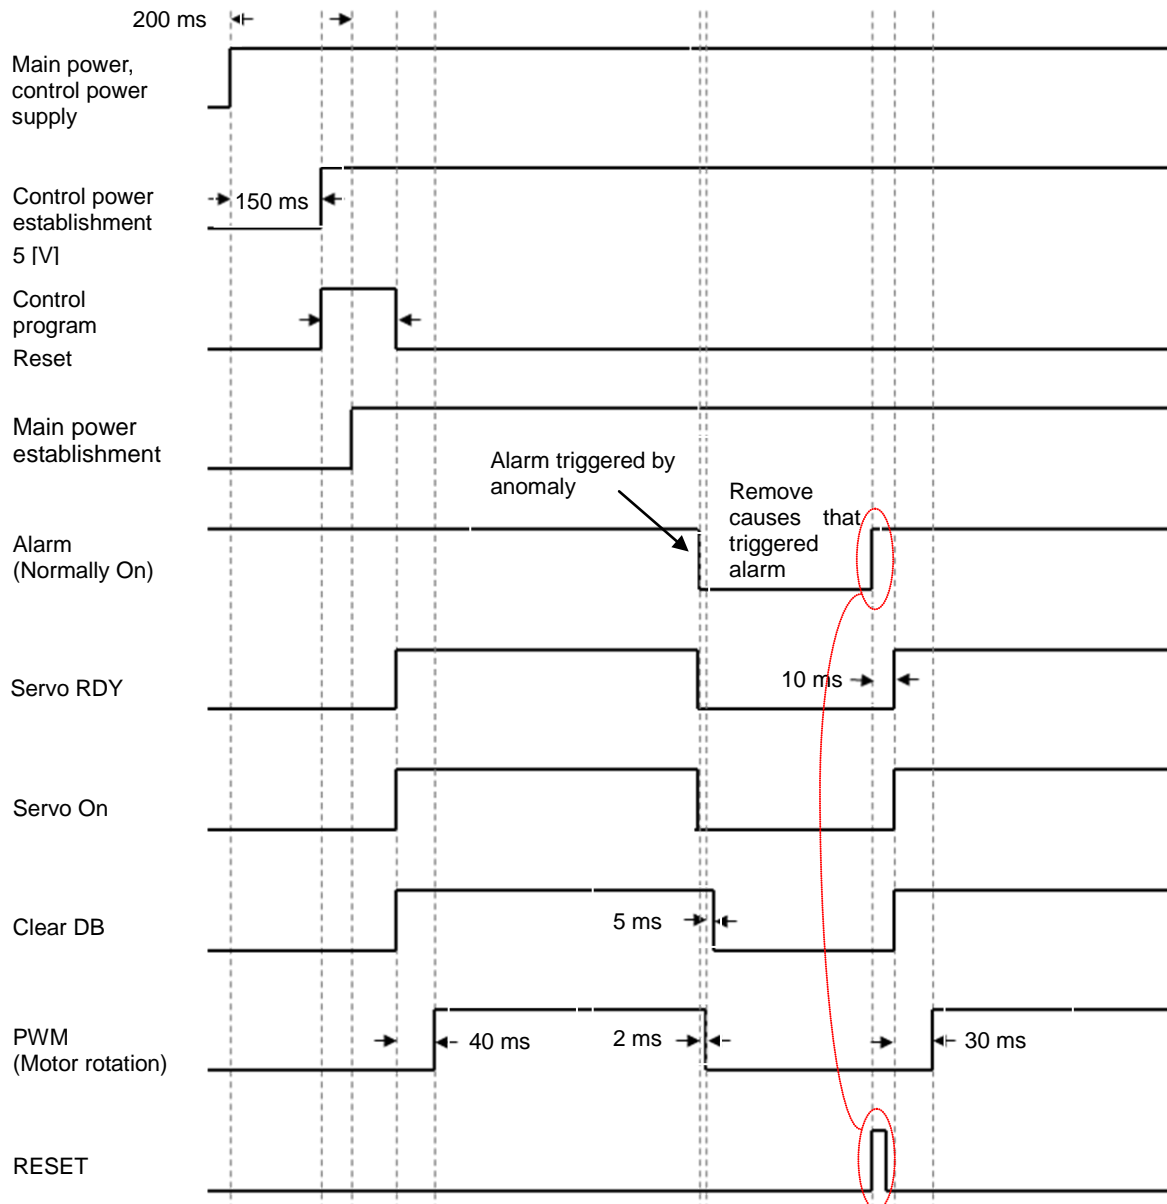 200 ms
Main power,
control power
supply
Control power
establishment
5 [V]
150 ms
Control
program
Reset
Main power
establishment
Alarm triggered by
anomaly
Remove
causes that
triggered
alarm
Alarm
(Normally On)
Servo RDY
10 ms
Servo On
Clear DB
5 ms
PWM
(Motor rotation)
40 ms
2 ms
30 ms
RESET